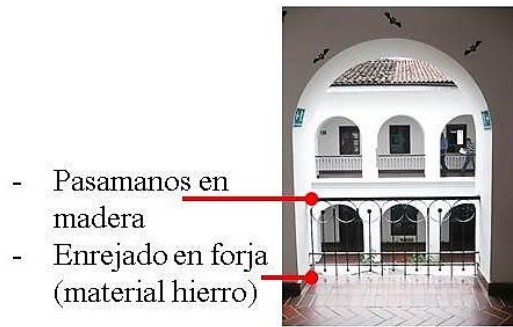 - Pasamanos en
madera
- Enrejado en forja
(material hierro)